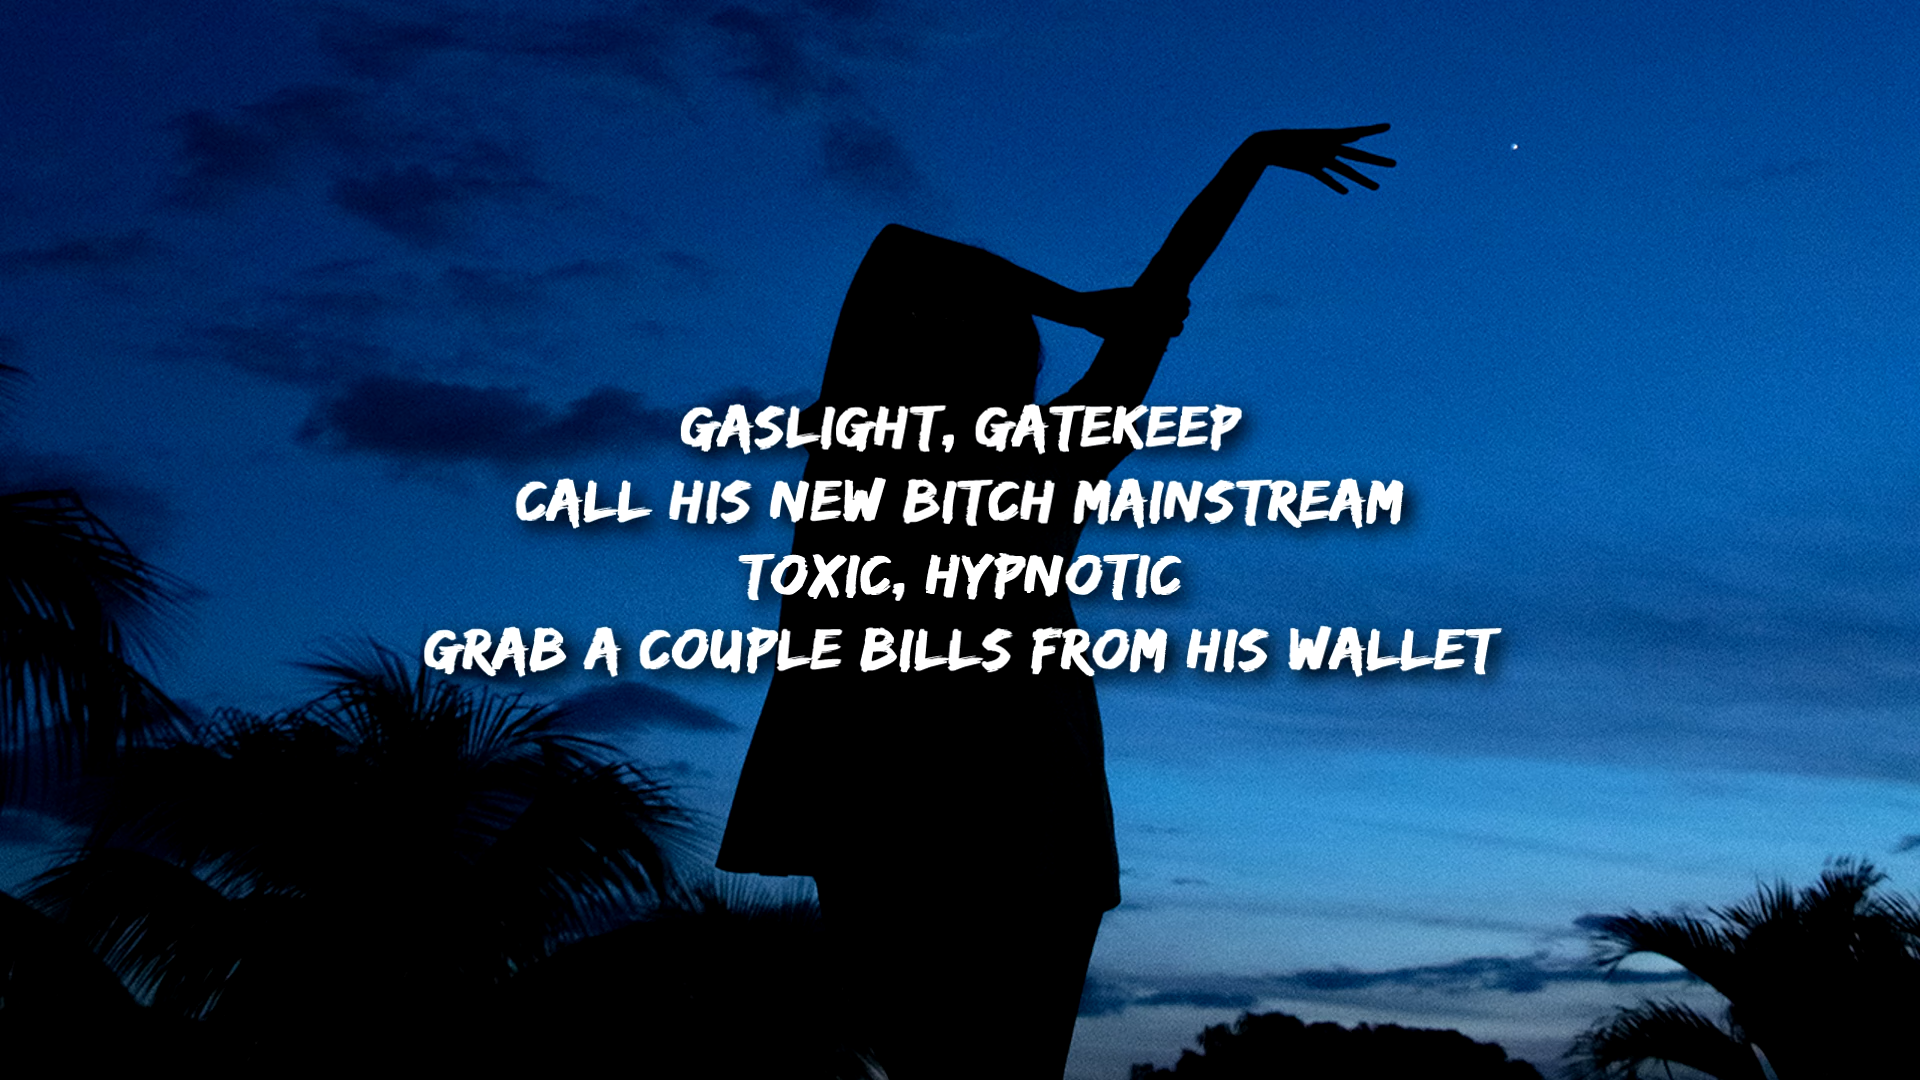 GASLIGHT, GATEKEEP
CALL HIS NEW BITCH MAINSTREAM
TOXIC, HYPNOTIC
GRAB A COUPLE BILLS FROM HIS WALLET